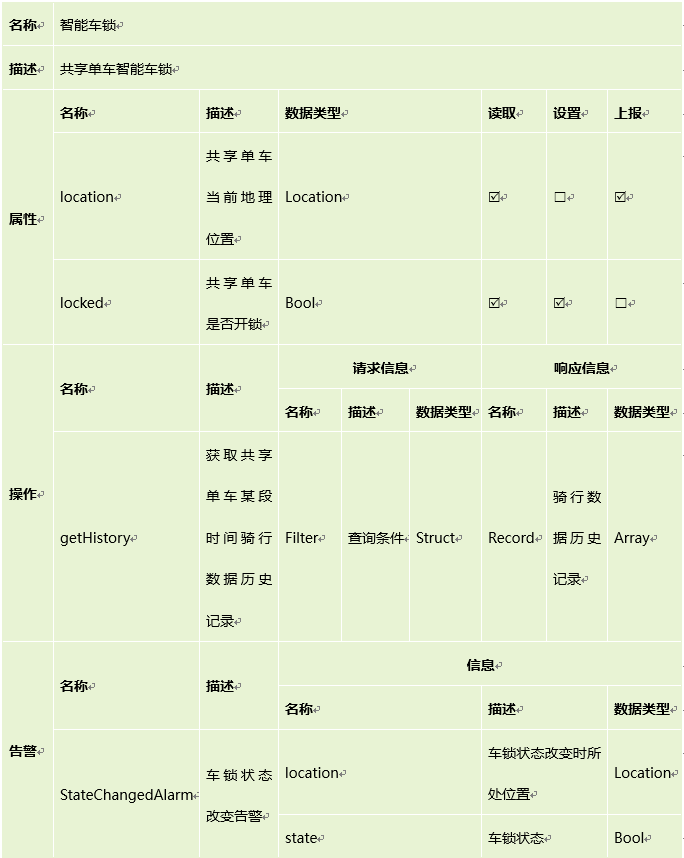 名称 智能车锁
描述 共享单车智能车锁
属性
名称 描述 数据类型 读取 设置 上报
location 共享单车 Location ☑ ☐ ☑
当前地理
位置
locked 共享单车 Bool ☑ ☑ ☐
是否开锁
操作
名称 描述 请求信息 响应信息
名称 描述 数据类型 名称 描述 数据类型
getHistory 获取共享 Filter 查询条件 Struct Record 骑行数 Array
单车某段 据历史
时间骑行 记录
数据历史
记录
告警
名称 描述 信息
名称 描述 数据类型
StateChangedAlarm 车锁状态 location 车锁状态改变时所 Location
改变告警 处位置
state 车锁状态 Bool